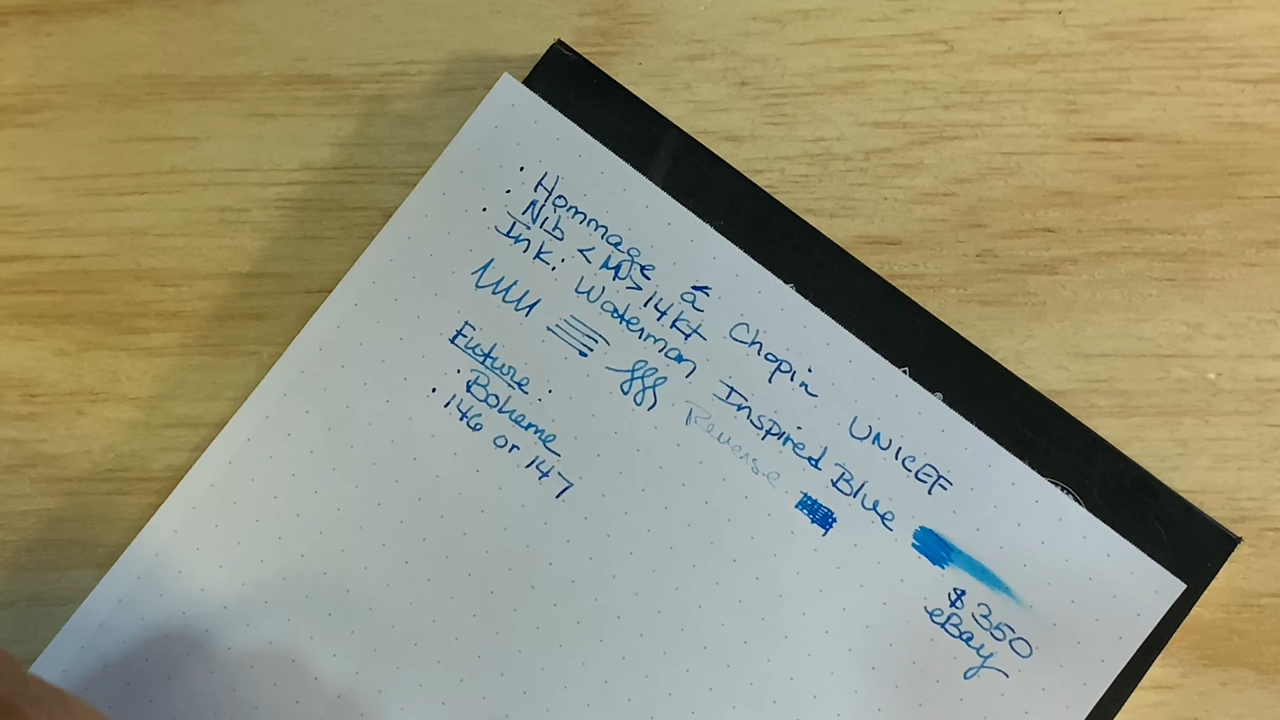 · Hommage à Chopin UNICEF
· Nib <M> 14kt
· Ink: Waterman Inspired Blue
Reverse
$350
eBay
Future:
· Boheme
· 146 or 147